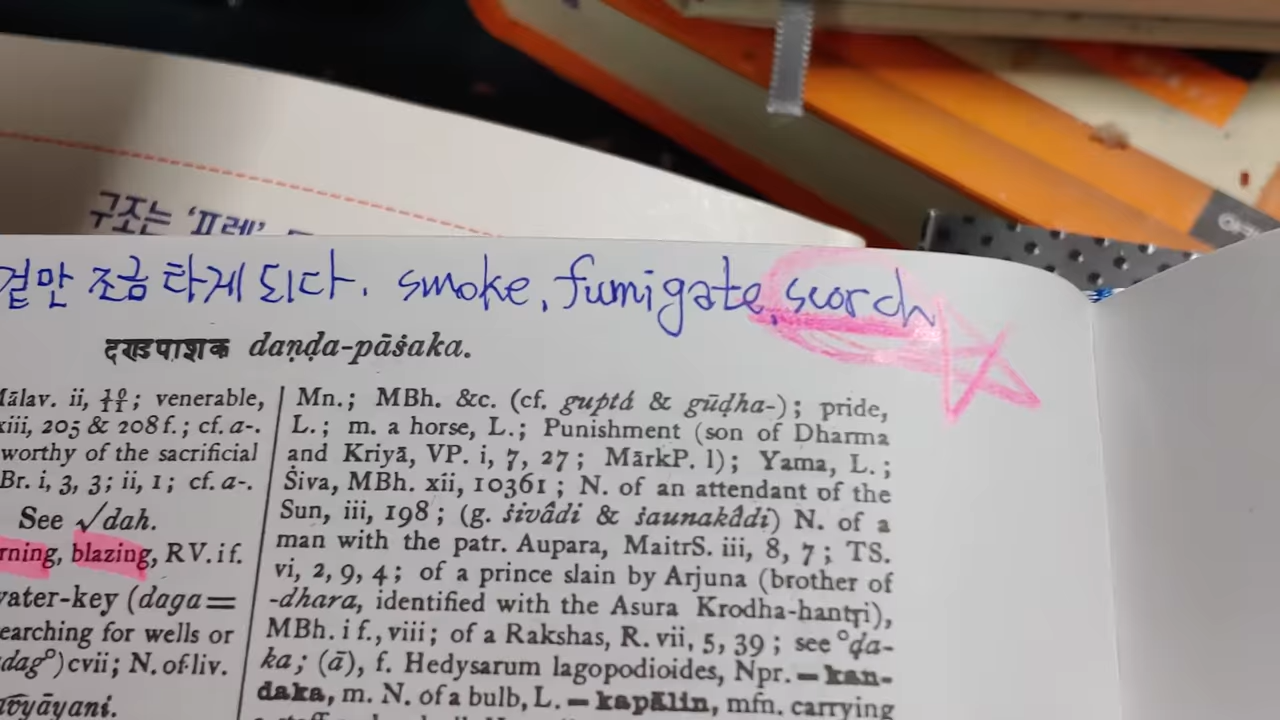 구조는 '프레'
겉만 조금 타게 되다. smoke, fumigate, scorch
दण्डपाशक daṇḍa-pāśaka.
Mālav. ii, 10/11; venerable,
xiii, 205 & 208 f.; cf. a-.
worthy of the sacrificial
Br. i, 3, 3; ii, 1; cf. a-.
See √dah.
rning, blazing, RV. if.
water-key (daga=
earching for wells or
dag°) cvii; N. of liv.
Mn.; MBh. &c. (cf. guptá & gūḍha-); pride,
L.; m. a horse, L.; Punishment (son of Dharma
and Kriyā, VP. i, 7, 27; MārkP. l); Yama, L.;
Śiva, MBh. xii, 10361; N. of an attendant of the
Sun, iii, 198; (g. śivâdi & śaunakâdi) N. of a
man with the patr. Aupara, MaitrS. iii, 8, 7; TS.
vi, 2, 9, 4; of a prince slain by Arjuna (brother of
-dhara, identified with the Asura Krodha-hantṛi),
MBh. i f., viii; of a Rakshas, R. vii, 5, 39; see °ḍa-
ka; (ā), f. Hedysarum lagopodioides, Npr. — kan-
daka, m. N. of a bulb, L. — kapālin, mfn. carrying